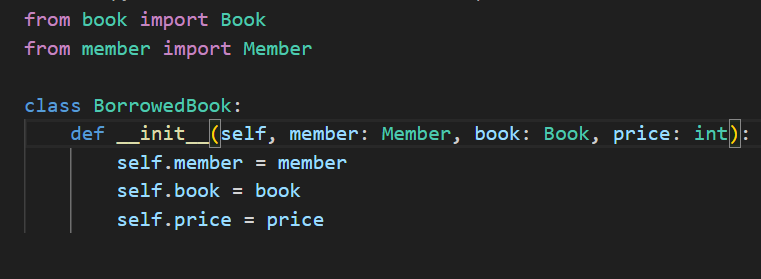 from book import Book
from member import Member
class BorrowedBook:
    def __init__(self, member: Member, book: Book, price: int):
        self.member = member
        self.book = book
        self.price = price